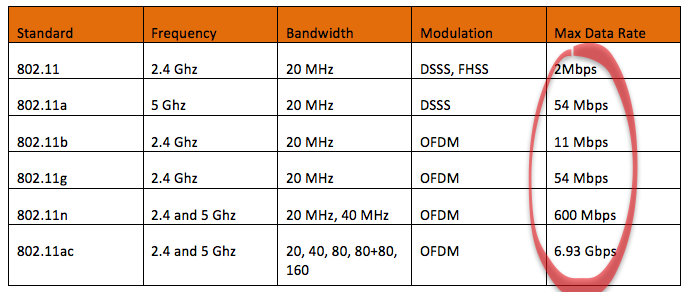 Standard Frequency Bandwidth Modulation Max Data Rate
802.11 2.4 Ghz 20 MHz DSSS, FHSS 2Mbps
802.11a 5 Ghz 20 MHz DSSS 54 Mbps
802.11b 2.4 Ghz 20 MHz OFDM 11 Mbps
802.11g 2.4 Ghz 20 MHz OFDM 54 Mbps
802.11n 2.4 and 5 Ghz 20 MHz, 40 MHz OFDM 600 Mbps
802.11ac 2.4 and 5 Ghz 20, 40, 80, 80+80, OFDM 6.93 Gbps
160